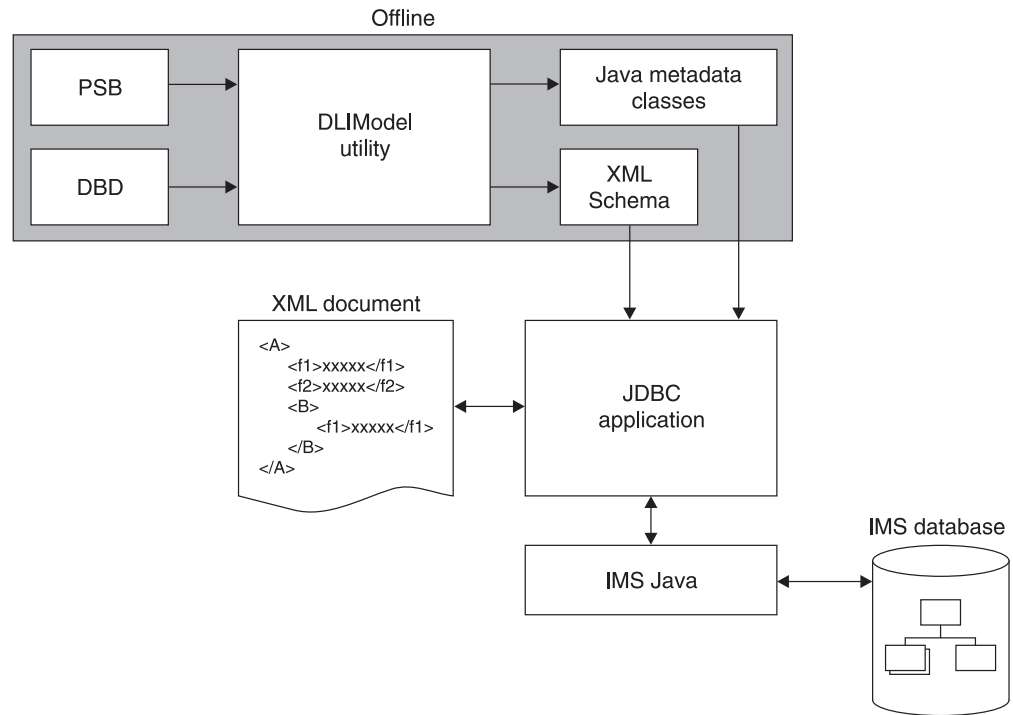 Offline
PSB
DBD
DLIModel
utility
Java metadata
classes
XML
Schema
XML document
<A>
<f1>xxxxx</f1>
<f2>xxxxx</f2>
<B>
<f1>xxxxx</f1>
</B>
</A>
JDBC
application
IMS Java
IMS database